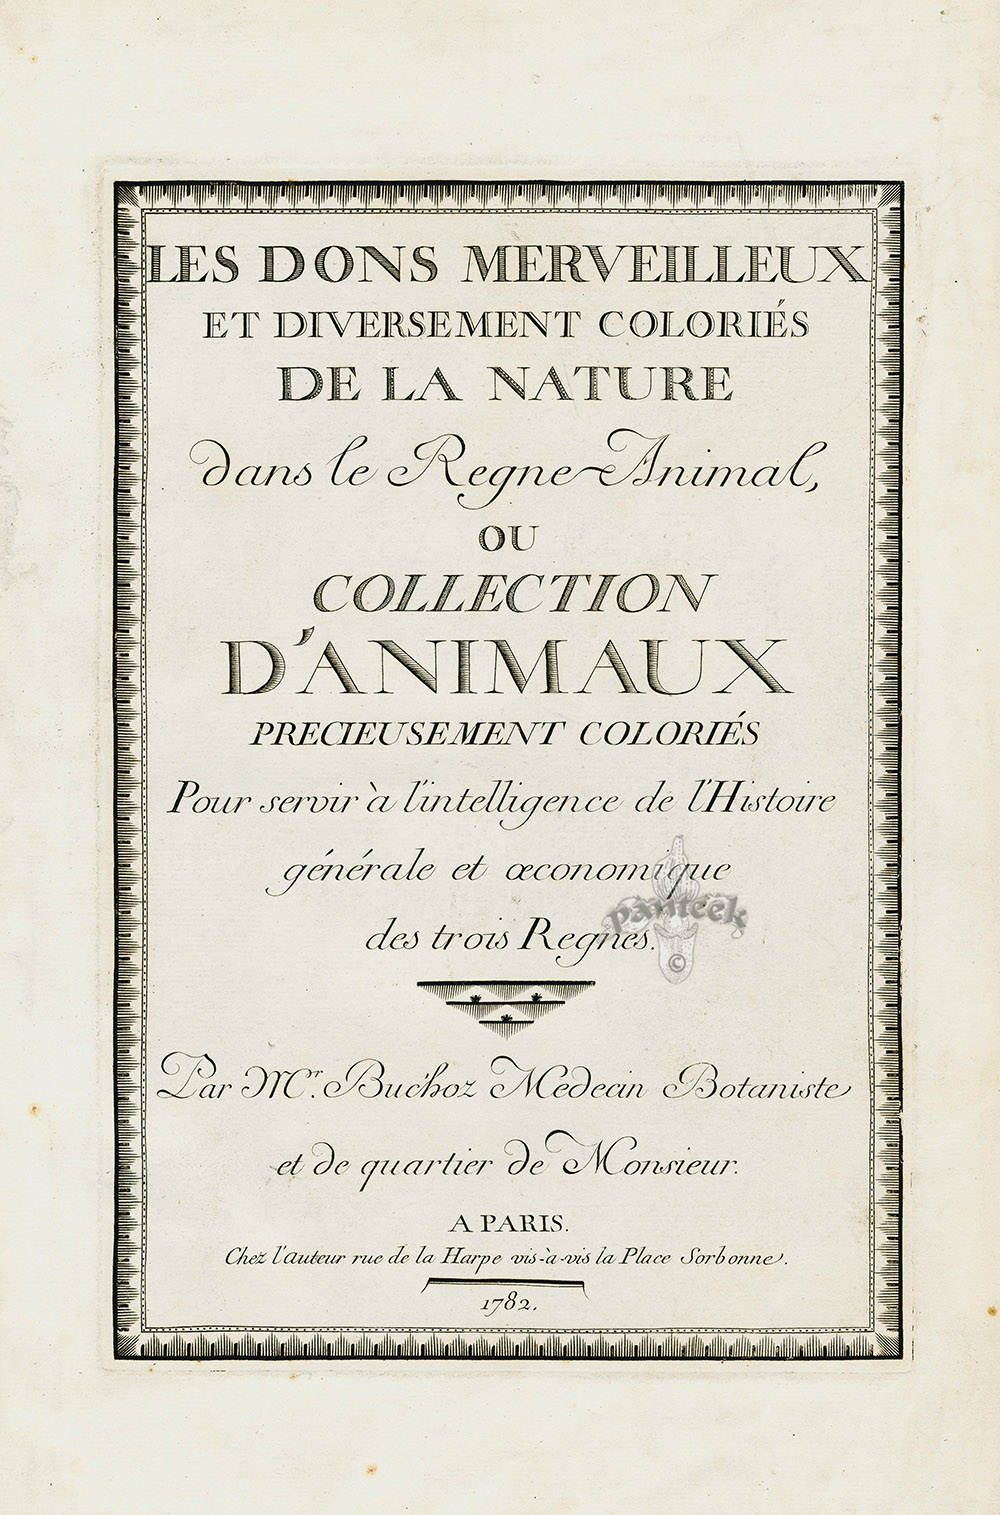 LES DONS MERVEILLEUX
ET DIVERSEMENT COLORIÉS
DE LA NATURE
dans le Regne Animal,
OU
COLLECTION
D'ANIMAUX
PRECIEUSEMENT COLORIÉS
Pour servir à l'intelligence de l'Histoire
générale et œconomique
des trois Regnes.
panteek
©
Par Mr. Buc'hoz Medecin Botaniste
et de quartier de Monsieur.
A PARIS.
Chez l'auteur rue de la Harpe vis-à-vis la Place Sorbonne.
1782.